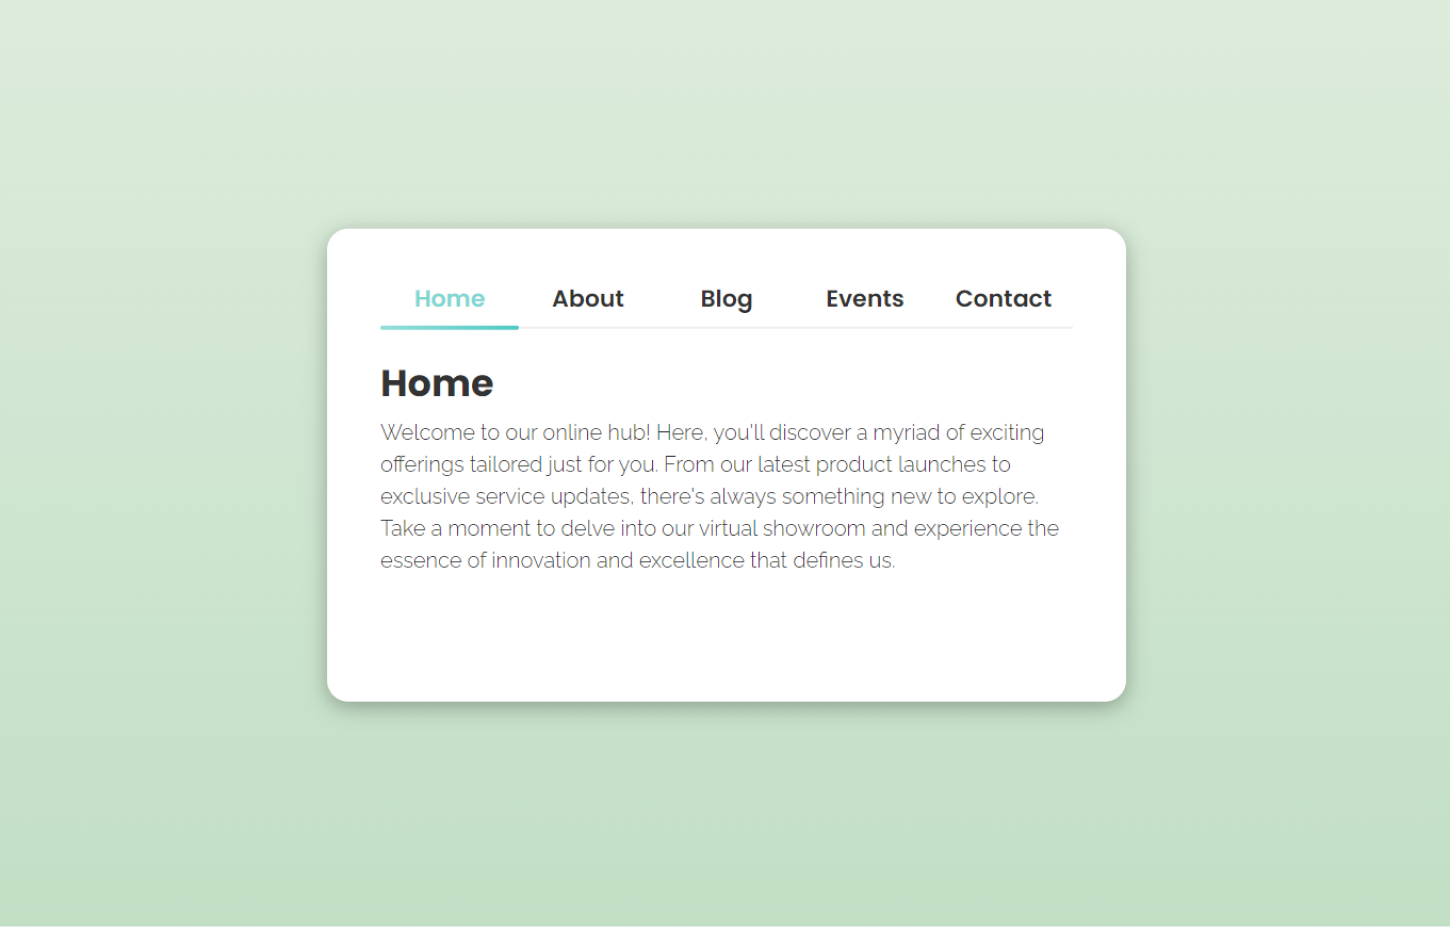 Home About Blog Events Contact
Home
Welcome to our online hub! Here, you'll discover a myriad of exciting
offerings tailored just for you. From our latest product launches to
exclusive service updates, there's always something new to explore.
Take a moment to delve into our virtual showroom and experience the
essence of innovation and excellence that defines us.